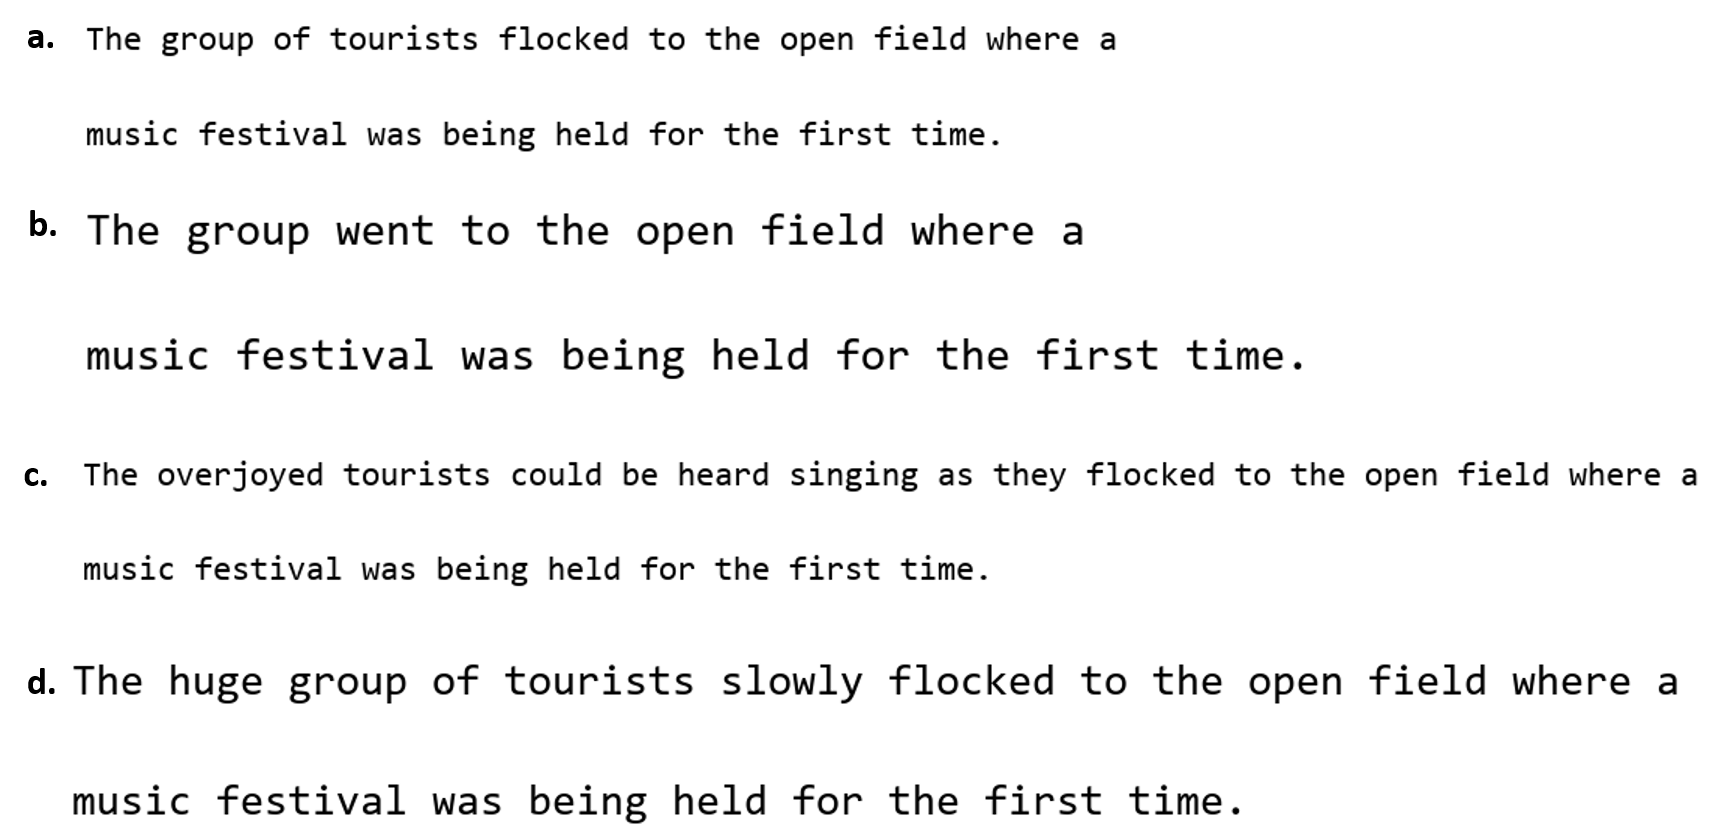 a. The group of tourists flocked to the open field where a
music festival was being held for the first time.
b. The group went to the open field where a
music festival was being held for the first time.
c. The overjoyed tourists could be heard singing as they flocked to the open field where a
music festival was being held for the first time.
d. The huge group of tourists slowly flocked to the open field where a
music festival was being held for the first time.